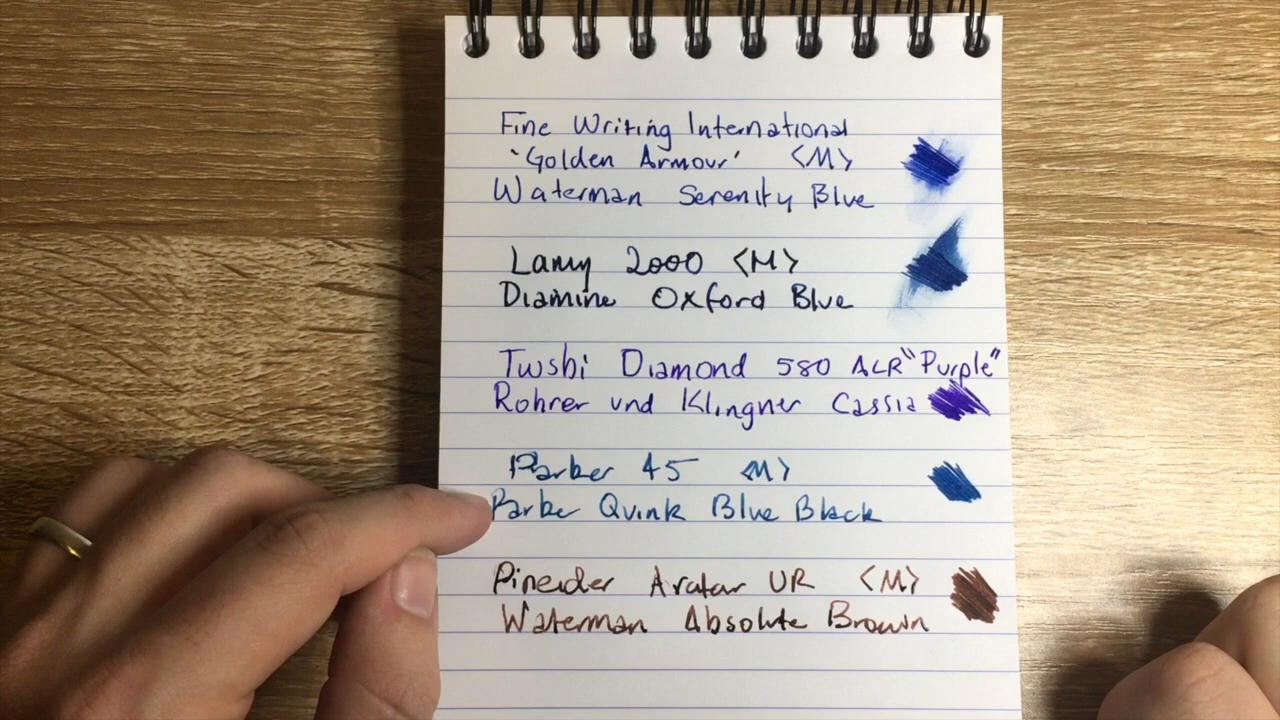 Fine Writing International
'Golden Armour' <M>
Waterman Serenity Blue
Lamy 2000 <M>
Diamine Oxford Blue
Twsbi Diamond 580 ALR "Purple"
Rohrer und Klingner Cassia
Parker 45 <M>
Parker Quink Blue Black
Pineider Avatar UR <M>
Waterman Absolute Brown